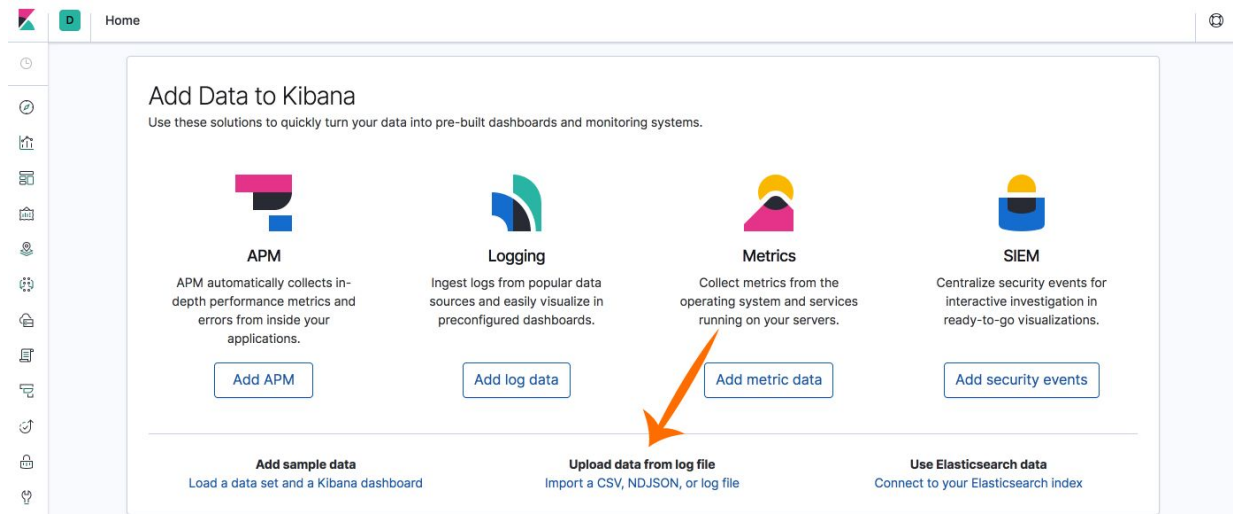 D
Home
Add Data to Kibana
Use these solutions to quickly turn your data into pre-built dashboards and monitoring systems.
APM
APM automatically collects in-
depth performance metrics and
errors from inside your
applications.
Add APM
Logging
Ingest logs from popular data
sources and easily visualize in
preconfigured dashboards.
Add log data
Metrics
Collect metrics from the
operating system and services
running on your servers.
Add metric data
SIEM
Centralize security events for
interactive investigation in
ready-to-go visualizations.
Add security events
Add sample data
Load a data set and a Kibana dashboard
Upload data from log file
Import a CSV, NDJSON, or log file
Use Elasticsearch data
Connect to your Elasticsearch index